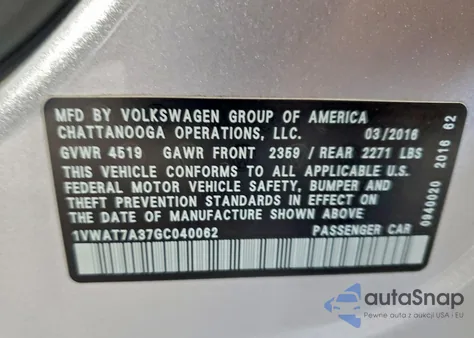 MFD BY VOLKSWAGEN GROUP OF AMERICA
CHATTANOOGA OPERATIONS, LLC. 03/2016
GVWR 4519 GAWR FRONT 2359 / REAR 2271 LBS
THIS VEHICLE CONFORMS TO ALL APPLICABLE U.S.
FEDERAL MOTOR VEHICLE SAFETY, BUMPER AND
THEFT PREVENTION STANDARDS IN EFFECT ON
THE DATE OF MANUFACTURE SHOWN ABOVE.
1VWAT7A37GC040062 PASSENGER CAR
0940020 2016 62
autoSnap
Pewne auta z aukcji USA - EU